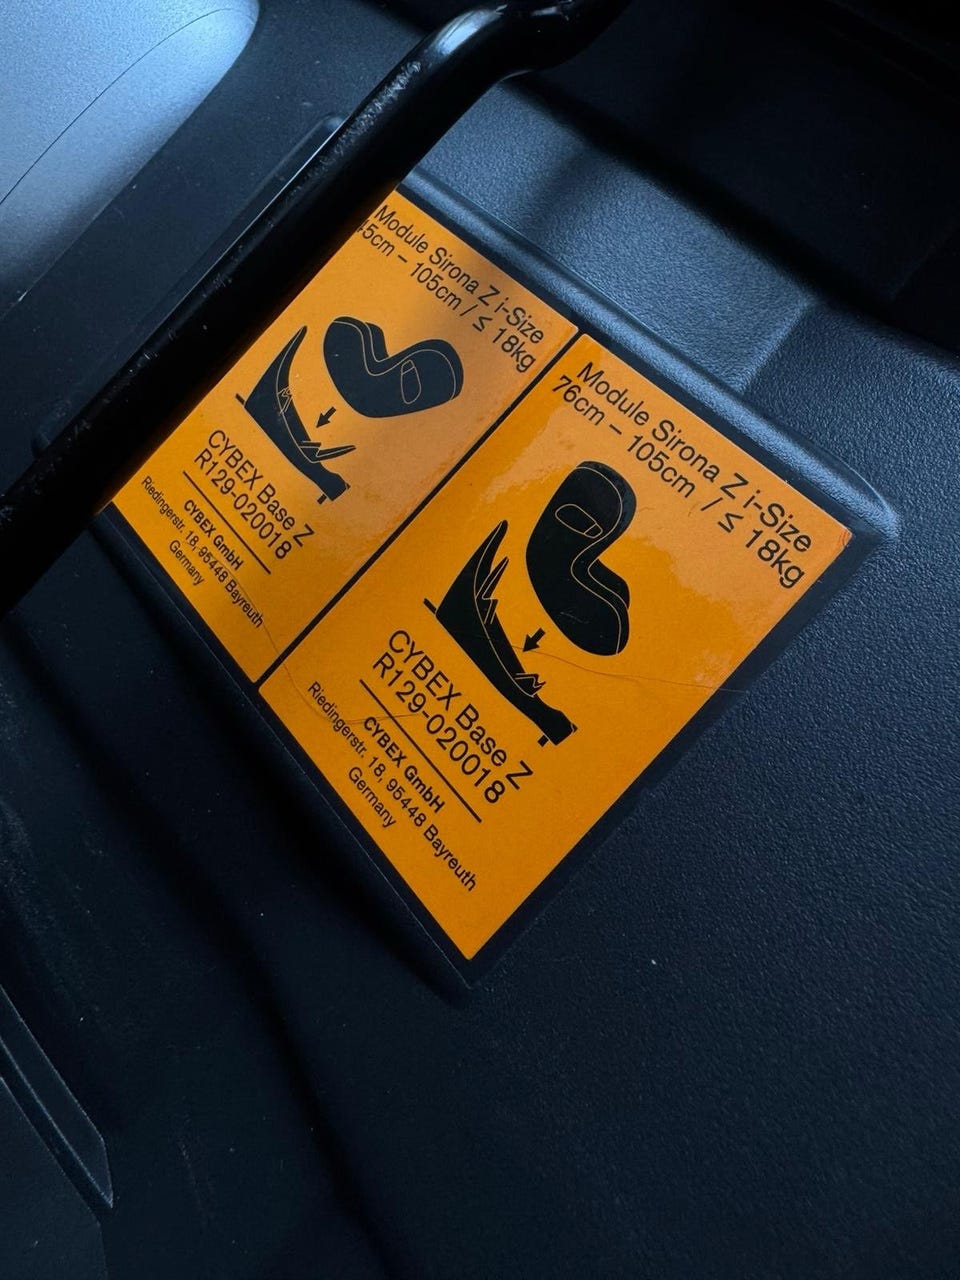 Module Sirona Z i-Size
45cm – 105cm / ≤ 18kg
CYBEX Base Z
R129-020018
CYBEX GmbH
Riedingerstr. 18, 95448 Bayreuth
Germany
Module Sirona Z i-Size
76cm – 105cm / ≤ 18kg
CYBEX Base Z
R129-020018
CYBEX GmbH
Riedingerstr. 18, 95448 Bayreuth
Germany